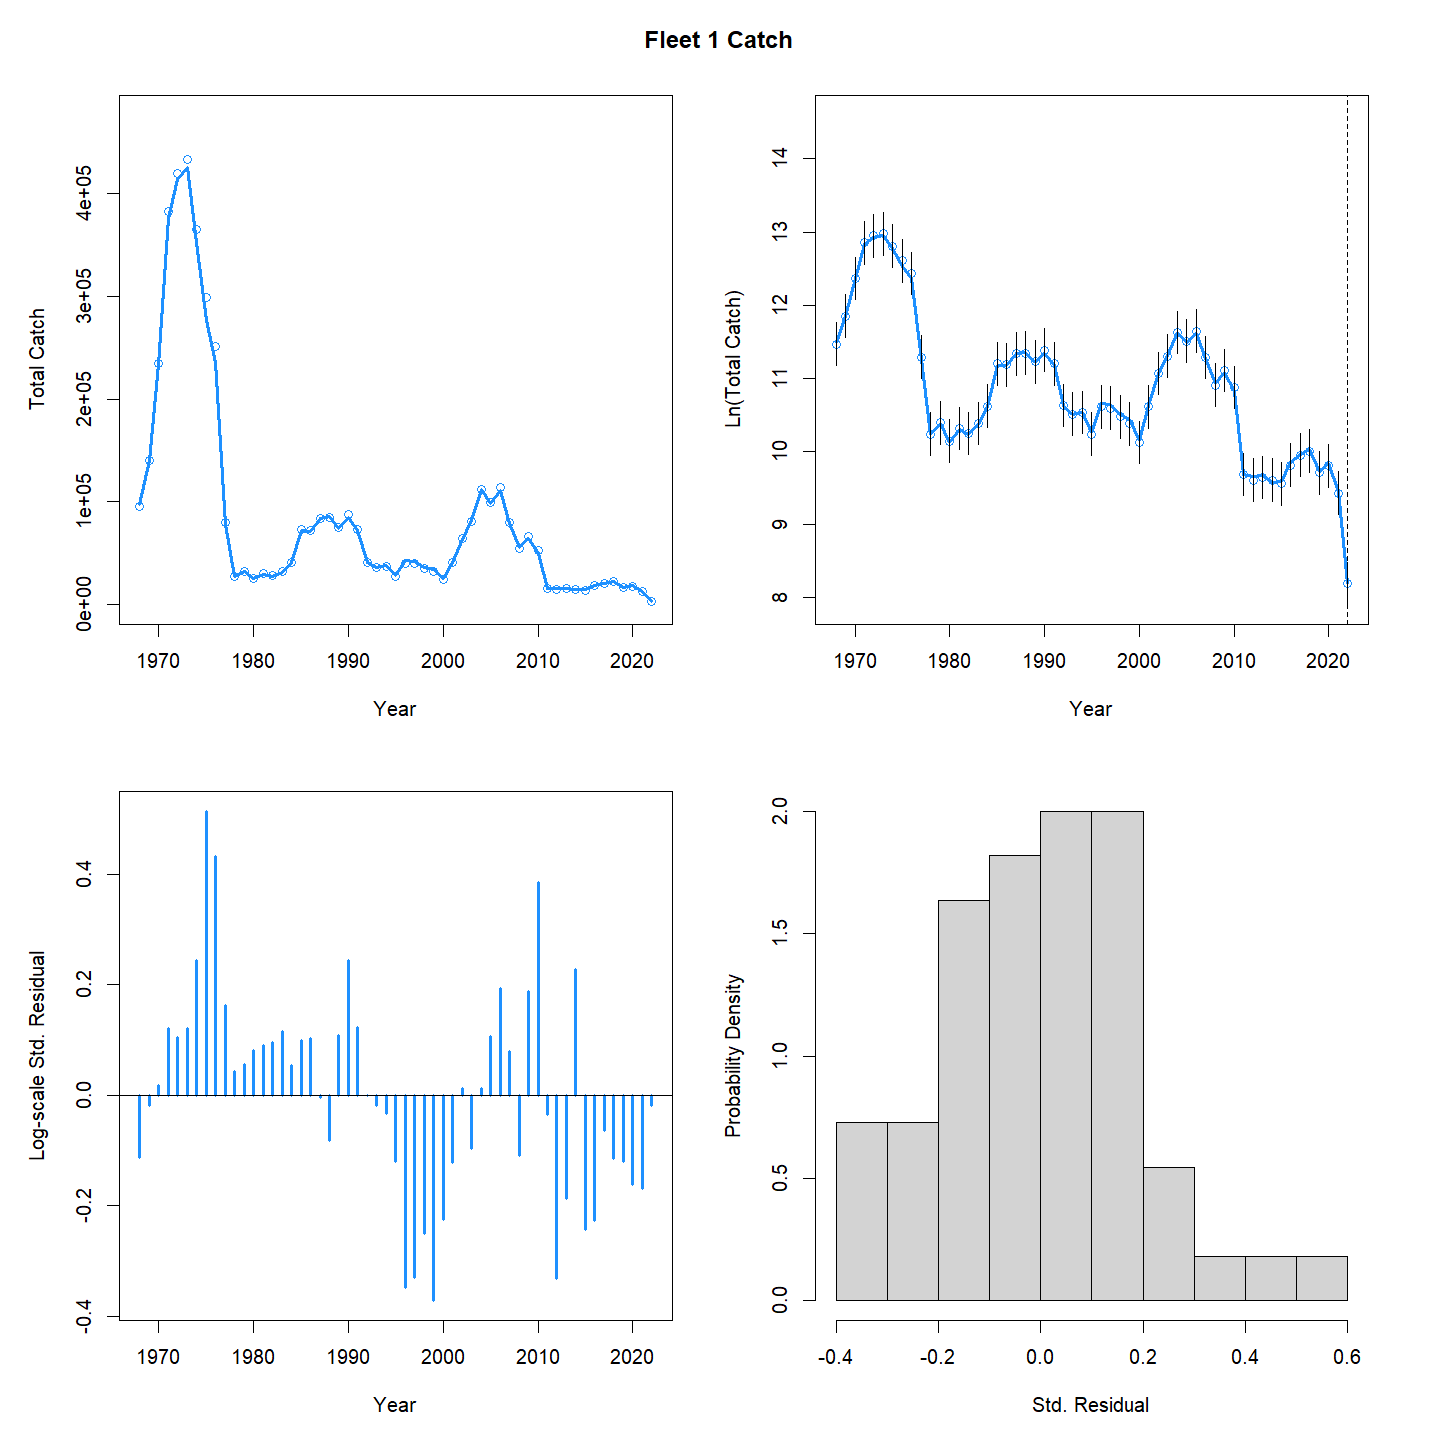 Fleet 1 Catch
Total Catch
0e+00 1e+05 2e+05 3e+05 4e+05
1970 1980 1990 2000 2010 2020
Year
Ln(Total Catch)
8 9 10 11 12 13 14
1970 1980 1990 2000 2010 2020
Year
Log-scale Std. Residual
-0.4 -0.2 0.0 0.2 0.4
1970 1980 1990 2000 2010 2020
Year
Probability Density
0.0 0.5 1.0 1.5 2.0
-0.4 -0.2 0.0 0.2 0.4 0.6
Std. Residual